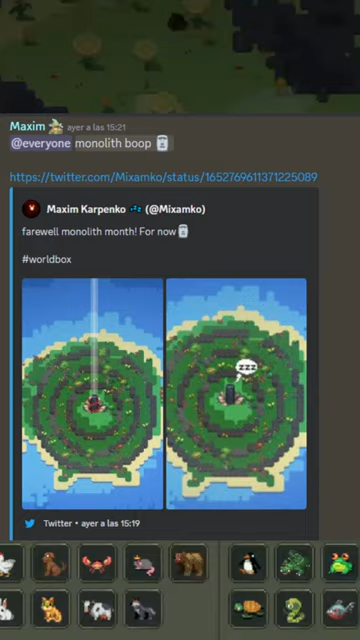 Maxim ayer a las 15:21
@everyone monolith boop 🗿
https://twitter.com/Mixamko/status/1652769611371225089
Maxim Karpenko 💤 (@Mixamko)
farewell monolith month! For now🗿
#worldbox
zzz
Twitter • ayer a las 15:19